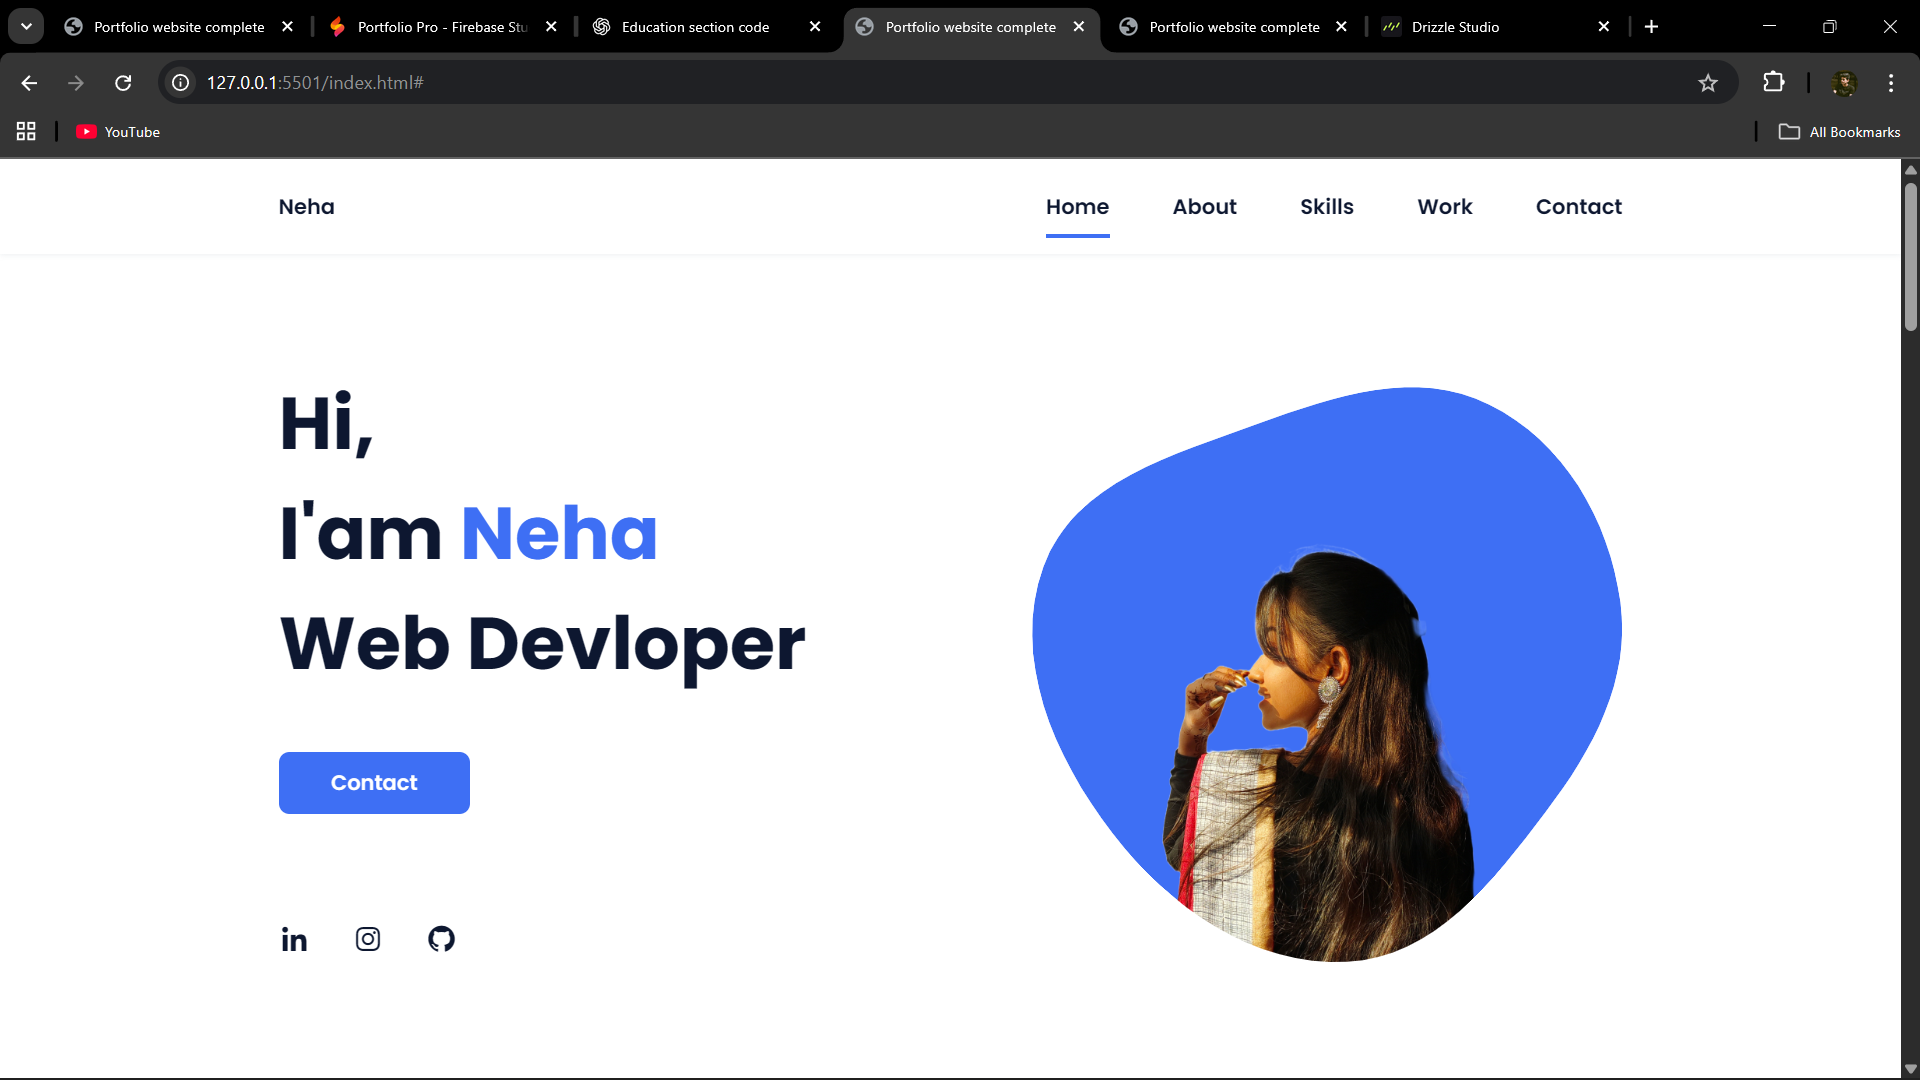 Portfolio website complete
Portfolio Pro - Firebase Stu
Education section code
Portfolio website complete
Portfolio website complete
Drizzle Studio
127.0.0.1:5501/index.html#
YouTube
All Bookmarks
Neha
Home
About
Skills
Work
Contact
Hi,
I'am Neha
Web Devloper
Contact
in